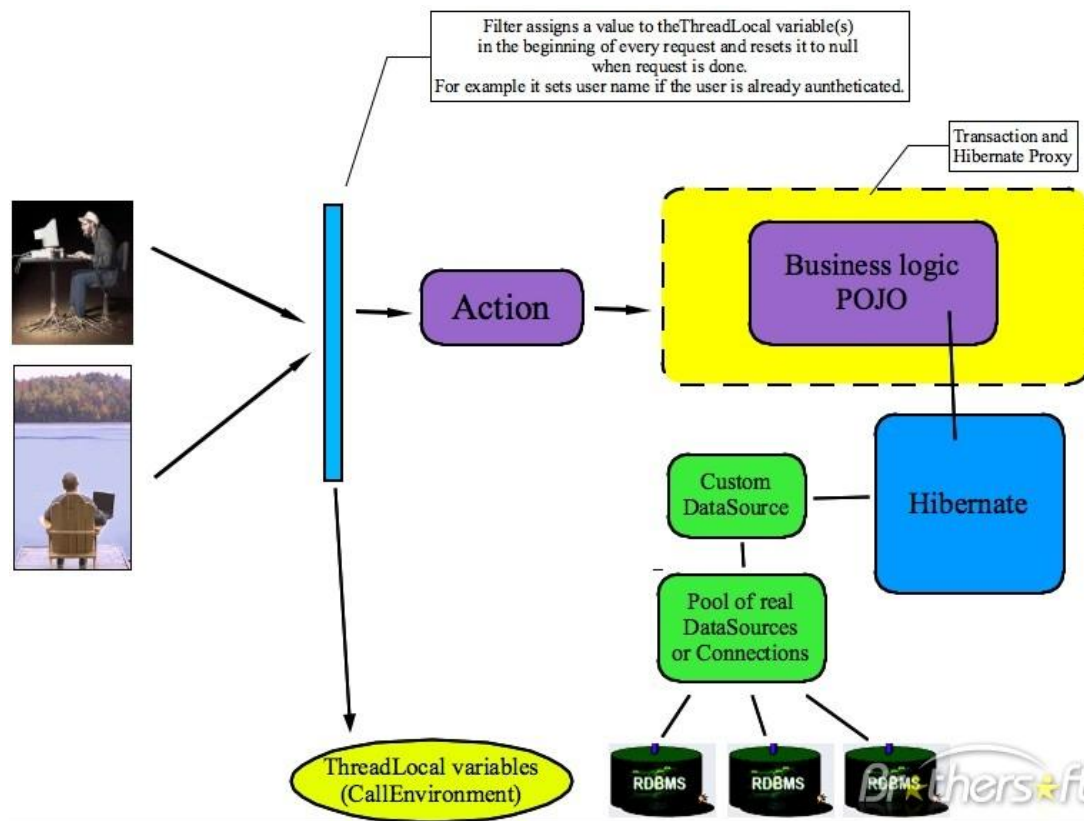 Filter assigns a value to theThreadLocal variable(s)
in the beginning of every request and resets it to null
when request is done.
For example it sets user name if the user is already auntheticated.
Transaction and
Hibernate Proxy
Business logic
POJO
Action
Custom
DataSource
Hibernate
Pool of real
DataSources
or Connections
ThreadLocal variables
(CallEnvironment)
RDBMS
RDBMS
RDBMS